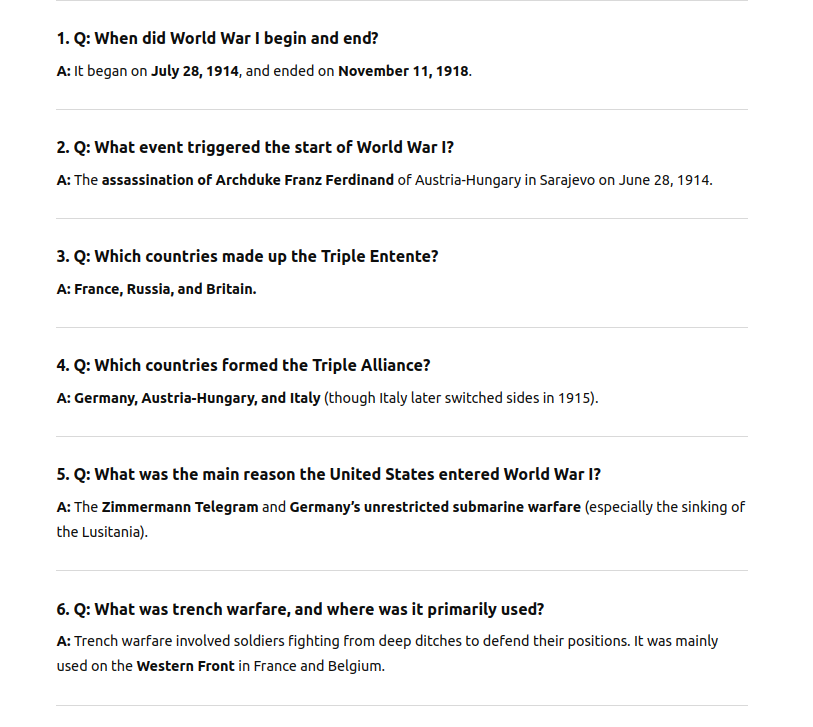 1. Q: When did World War I begin and end?
A: It began on July 28, 1914, and ended on November 11, 1918.
2. Q: What event triggered the start of World War I?
A: The assassination of Archduke Franz Ferdinand of Austria-Hungary in Sarajevo on June 28, 1914.
3. Q: Which countries made up the Triple Entente?
A: France, Russia, and Britain.
4. Q: Which countries formed the Triple Alliance?
A: Germany, Austria-Hungary, and Italy (though Italy later switched sides in 1915).
5. Q: What was the main reason the United States entered World War I?
A: The Zimmermann Telegram and Germany’s unrestricted submarine warfare (especially the sinking of
the Lusitania).
6. Q: What was trench warfare, and where was it primarily used?
A: Trench warfare involved soldiers fighting from deep ditches to defend their positions. It was mainly
used on the Western Front in France and Belgium.